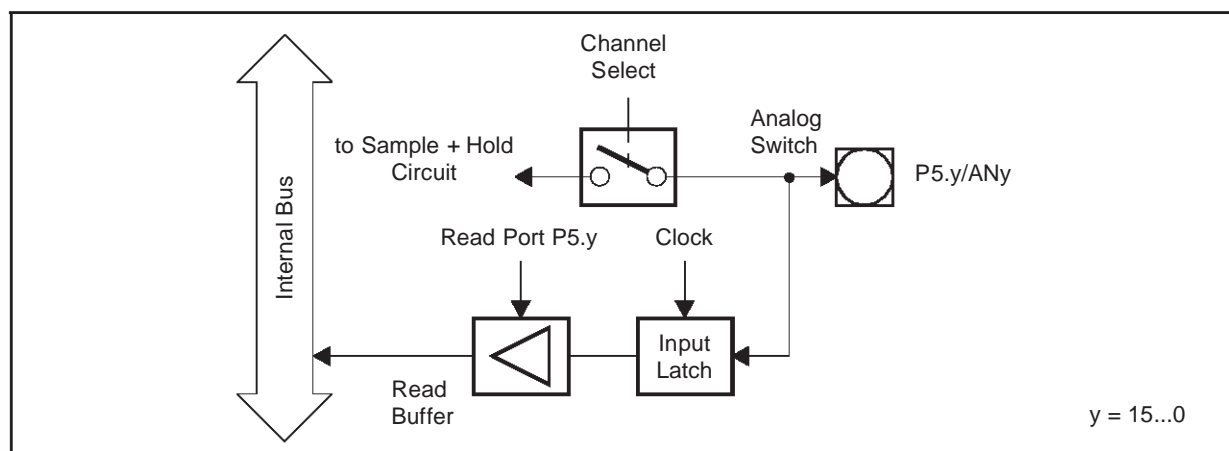 Channel
Select
Analog
Switch
to Sample + Hold
Circuit
P5.y/ANy
Internal Bus
Read Port P5.y
Clock
Input
Latch
Read
Buffer
y = 15...0